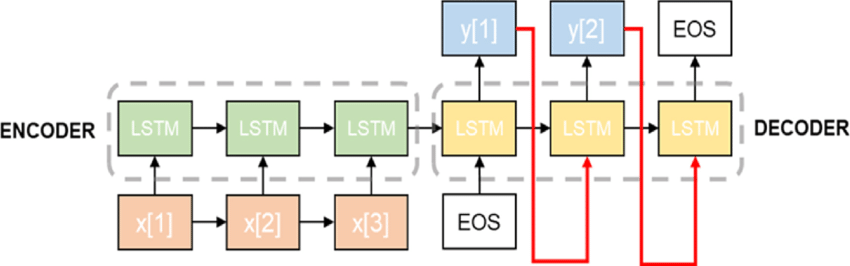 y[1] y[2] EOS
ENCODER LSTM LSTM LSTM LSTM LSTM LSTM DECODER
x[1] x[2] x[3] EOS